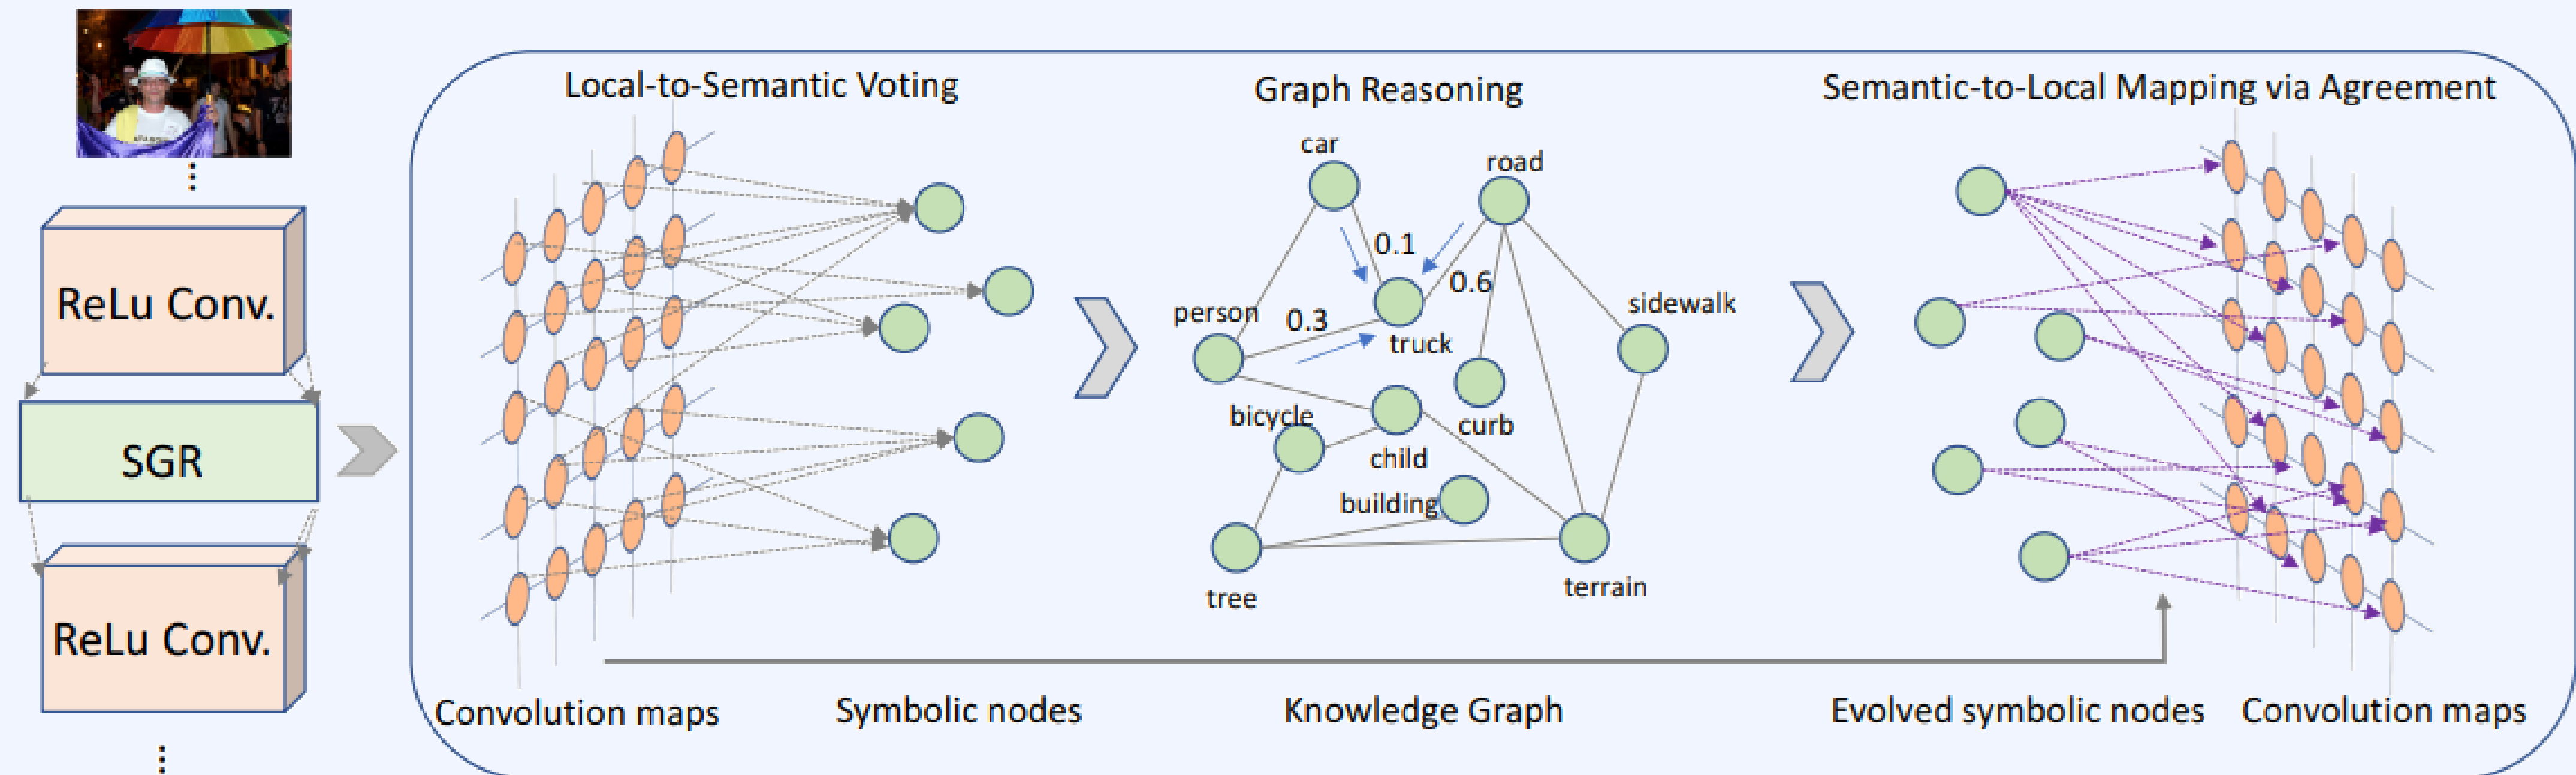 ReLu Conv.
SGR
ReLu Conv.
Local-to-Semantic Voting
Convolution maps
Symbolic nodes
Graph Reasoning
car
road
0.1
0.6
person
0.3
truck
sidewalk
bicycle
child
curb
building
tree
terrain
Knowledge Graph
Semantic-to-Local Mapping via Agreement
Evolved symbolic nodes
Convolution maps